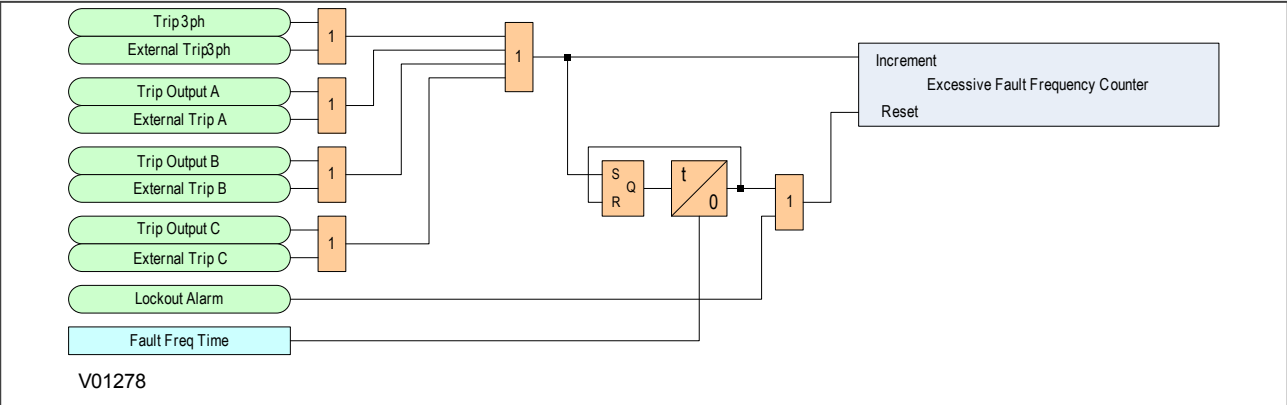 Trip 3ph
External Trip3ph
1
Trip Output A
External Trip A
1
Trip Output B
External Trip B
1
Trip Output C
External Trip C
1
Lockout Alarm
Fault Freq Time
1
S
Q
R
t
0
1
Increment
Excessive Fault Frequency Counter
Reset
V01278